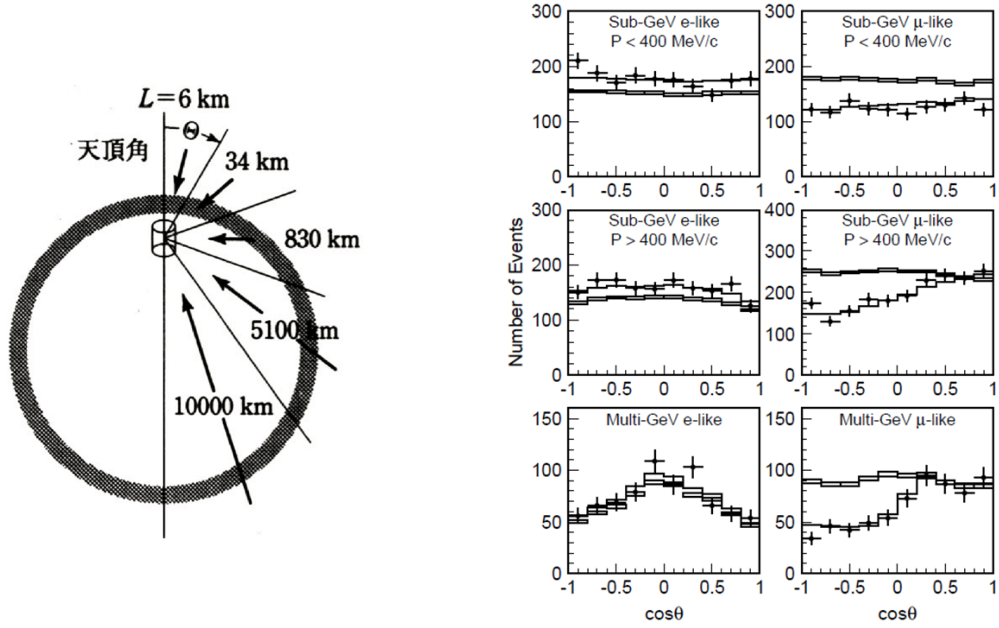 L=6 km
Θ
天頂角
34 km
830 km
5100 km
10000 km
Number of Events
300
200
100
0
Sub-GeV e-like
P < 400 MeV/c
-1 -0.5 0 0.5 1
300
200
100
0
Sub-GeV μ-like
P < 400 MeV/c
-1 -0.5 0 0.5 1
300
200
100
0
Sub-GeV e-like
P > 400 MeV/c
-1 -0.5 0 0.5 1
400
300
200
100
0
Sub-GeV μ-like
P > 400 MeV/c
-1 -0.5 0 0.5 1
150
100
50
0
Multi-GeV e-like
-1 -0.5 0 0.5 1
cosθ
150
100
50
0
Multi-GeV μ-like
-1 -0.5 0 0.5 1
cosθ